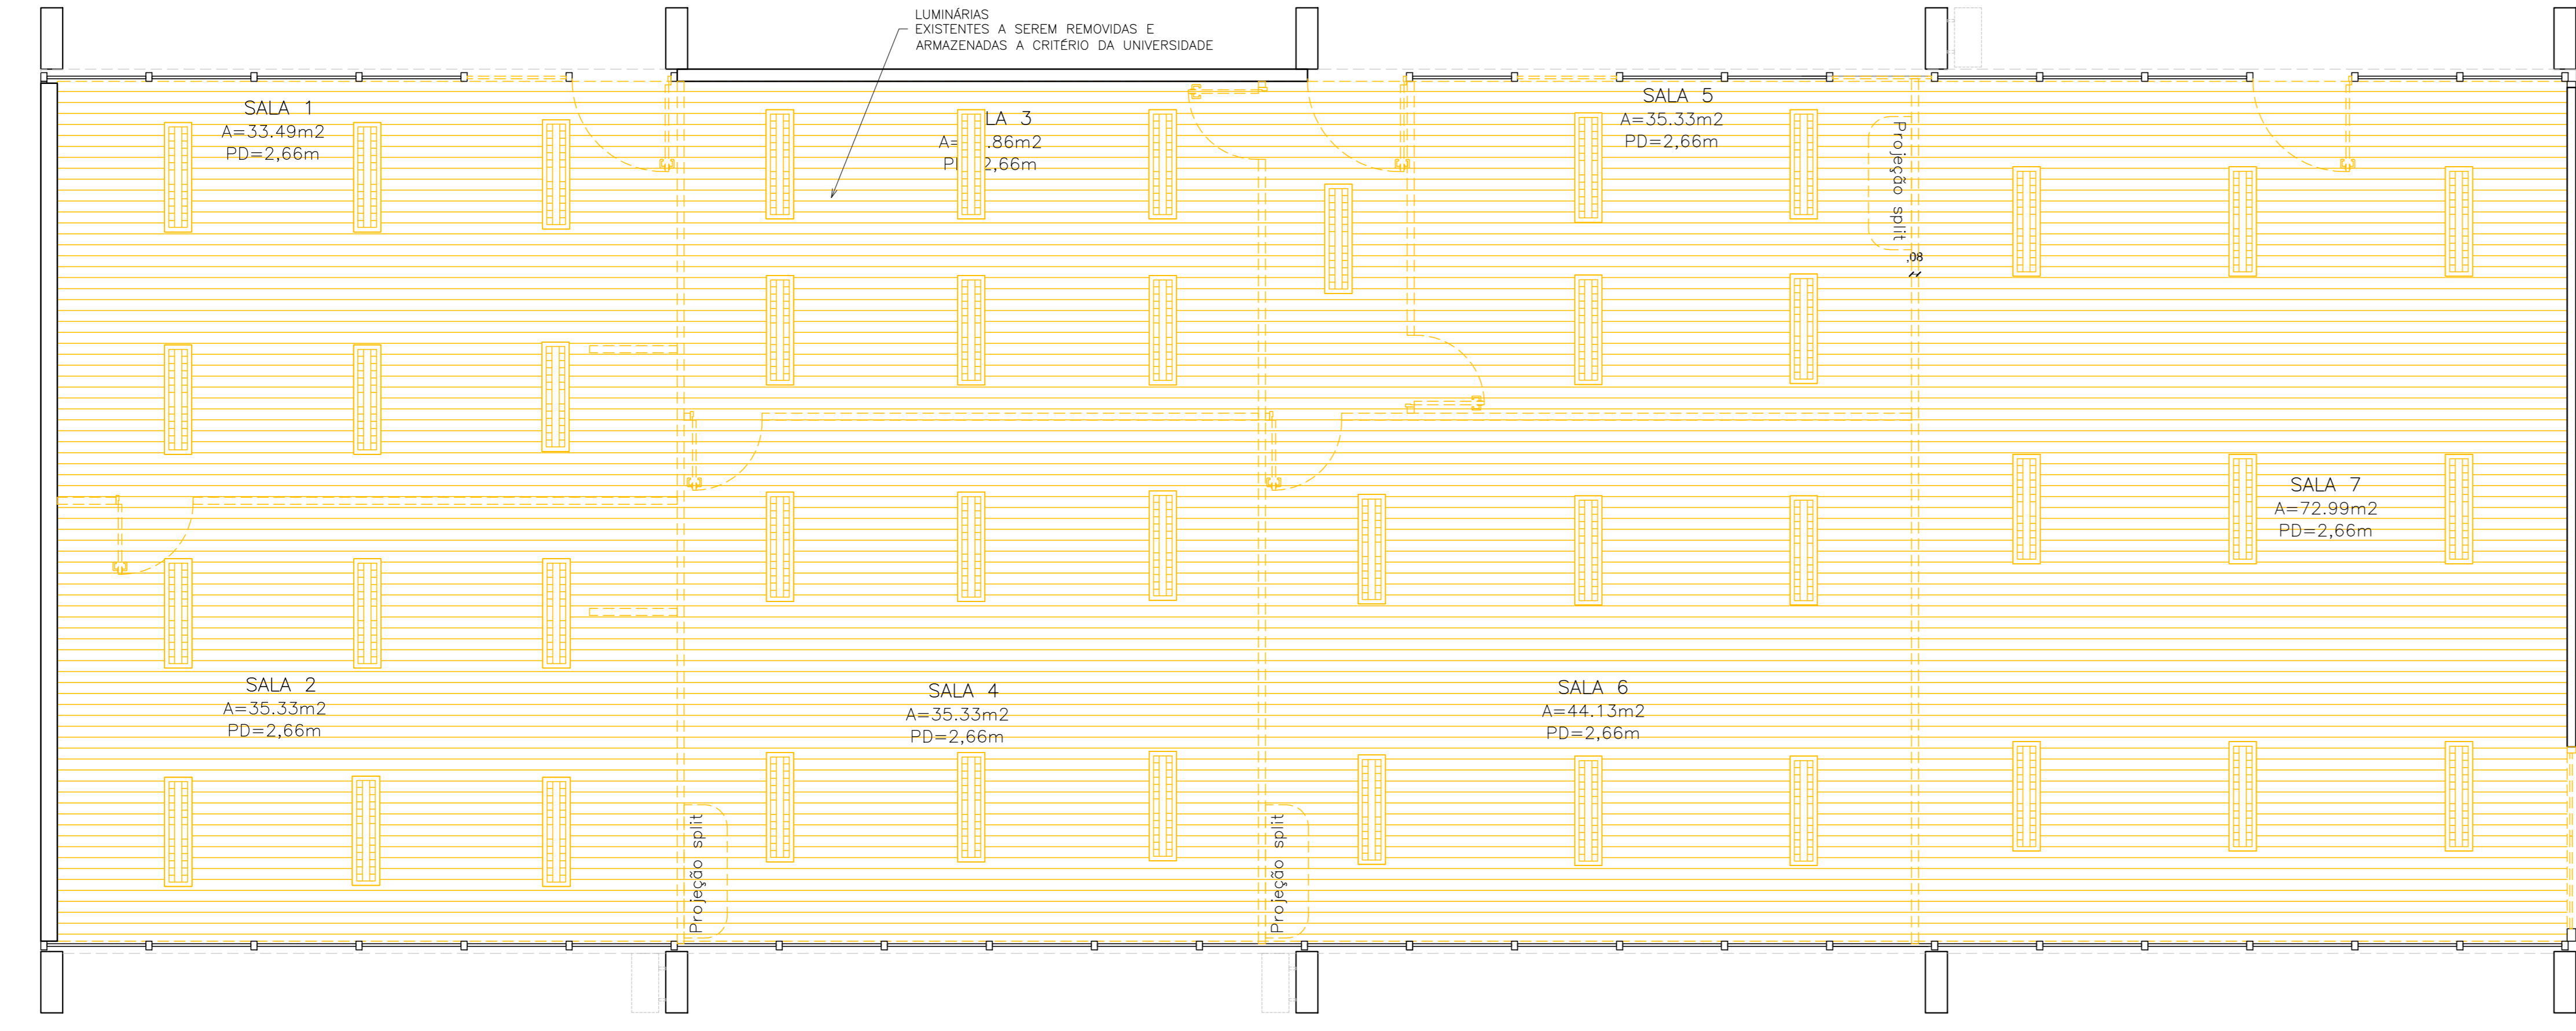 LUMINÁRIAS
EXISTENTES A SEREM REMOVIDAS E
ARMAZENADAS A CRITÉRIO DA UNIVERSIDADE
SALA 1
A=33.49m2
PD=2,66m
LA 3
A= .86m2
2,66m
SALA 5
A=35.33m2
PD=2,66m
Projeção split
,08
SALA 7
A=72.99m2
PD=2,66m
SALA 2
A=35.33m2
PD=2,66m
SALA 4
A=35.33m2
PD=2,66m
SALA 6
A=44.13m2
PD=2,66m
Projeção split
Projeção split